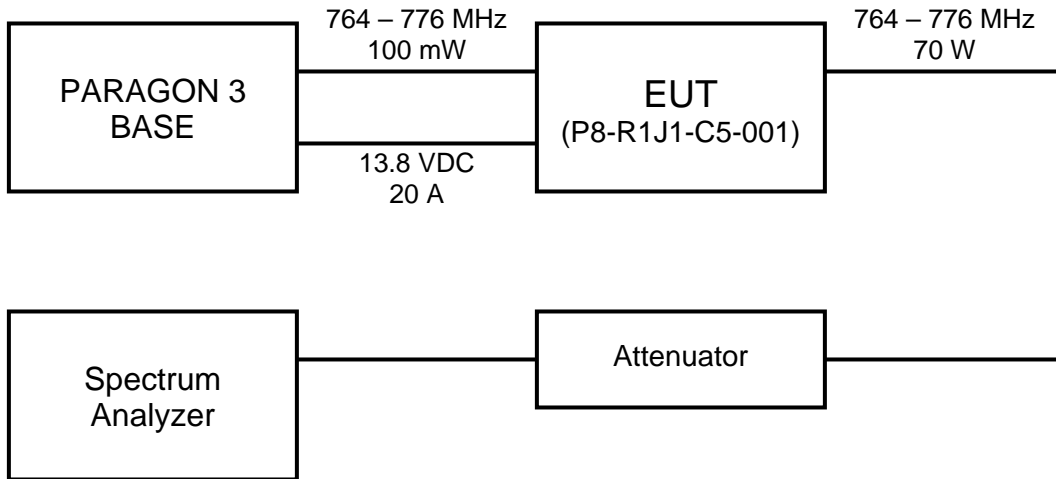 764 – 776 MHz
100 mW
764 – 776 MHz
70 W
PARAGON 3
BASE
EUT
(P8-R1J1-C5-001)
13.8 VDC
20 A
Spectrum
Analyzer
Attenuator